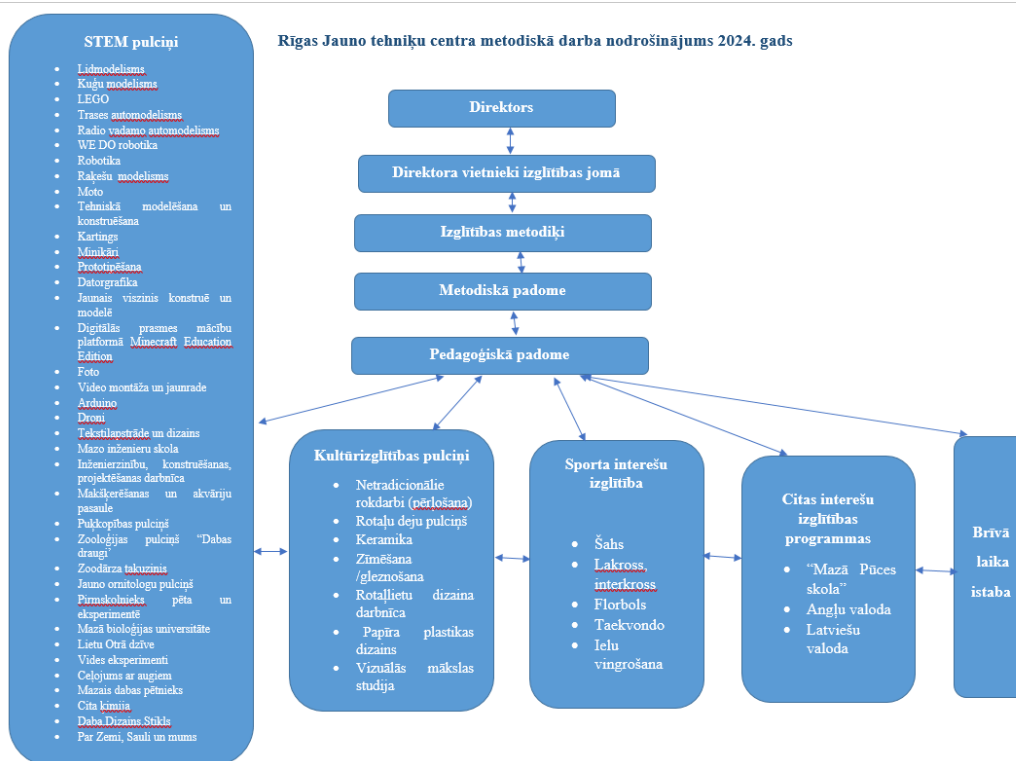 STEM pulciņi
Lidmodelisms
Kuģu modelisms
LEGO
Trases automodelisms
Radio vadamo automodelisms
WE DO robotika
Robotika
Raķešu modelisms
Moto
Tehniskā modelēšana un
konstruēšana
Kartings
Minikāri
Prototipēšana
Datorgrafika
Jaunais viszinis konstruē un
modelē
Digitālās prasmes mācību
platformā Minecraft Education
Edition
Foto
Video montāža un jaunrade
Arduino
Droni
Tekstilapstrāde un dizains
Mazo inženieru skola
Inženierzinību, konstruēšanas,
projektēšanas darbnīca
Makšķerēšanas un akvāriju
pasaule
Puķkopības pulciņš
Zooloģijas pulciņš “Dabas
draugi’
Zoodārza takuzinis
Jauno ornitologu pulciņš
Pirmskolnieks pēta un
eksperimentē
Mazā bioloģijas universitāte
Lietu Otrā dzīve
Vides eksperimenti
Ceļojums ar augiem
Mazais dabas pētnieks
Cita ķīmija
Daba.Dizains.Stikls
Par Zemi, Sauli un mums
Rīgas Jauno tehniķu centra metodiskā darba nodrošinājums 2024. gads
Direktors
Direktora vietnieki izglītības jomā
Izglītības metodiķi
Metodiskā padome
Pedagoģiskā padome
Kultūrizglītības pulciņi
Netradicionālie
rokdarbi (pērļošana)
Rotaļu deju pulciņš
Keramika
Zīmēšana
/gleznošana
Rotaļlietu dizaina
darbnīca
Papīra plastikas
dizains
Vizuālās mākslas
studija
Sporta interešu
izglītība
Šahs
Lakross,
interkross
Florbols
Taekvondo
Ielu
vingrošana
Citas interešu
izglītības
programmas
“Mazā Pūces
skola”
Angļu valoda
Latviešu
valoda
Brīvā
laika
istaba